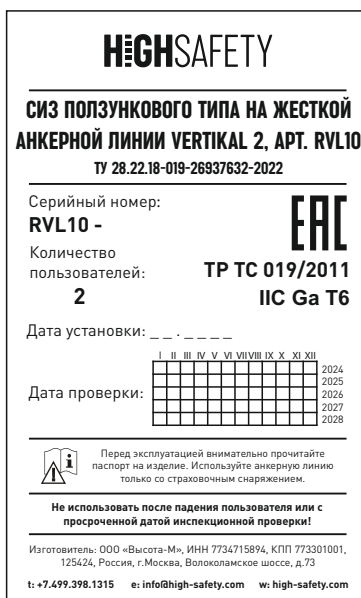 HIGHSAFETY
СИЗ ПОЛЗУНКОВОГО ТИПА НА ЖЕСТКОЙ
АНКЕРНОЙ ЛИНИИ VERTIKAL 2, АРТ. RVL10
ТУ 28.22.18-019-26937632-2022
Серийный номер:
RVL10 -
EAC
Количество
пользователей:
2
ТР ТС 019/2011
IIC Ga T6
Дата установки: _ _ . _ _ _ _
I II III IV V VI VII VIII IX X XI XII
Дата проверки:
2024
2025
2026
2027
2028
i
Перед эксплуатацией внимательно прочитайте
паспорт на изделие. Используйте анкерную линию
только со страховочным снаряжением.
Не использовать после падения пользователя или с
просроченной датой инспекционной проверки!
Изготовитель: ООО «Высота-М», ИНН 7734715894, КПП 773301001,
125424, Россия, г.Москва, Волоколамское шоссе, д.73
t: +7.499.398.1315 e: info@high-safety.com w: high-safety.com